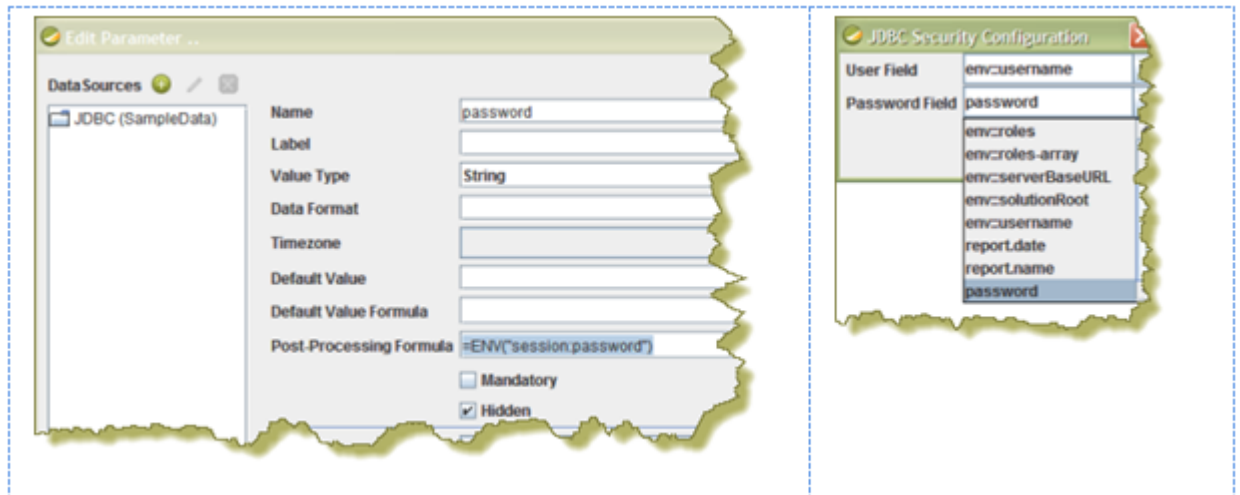 Edit Parameter ..
DataSources
JDBC (SampleData)
Name password
Label
Value Type String
Data Format
Timezone
Default Value
Default Value Formula
Post-Processing Formula =ENV("session:password")
Mandatory
Hidden
JDBC Security Configuration
User Field env::username
Password Field password
env::roles
env::roles-array
env::serverBaseURL
env::solutionRoot
env::username
report.date
report.name
password